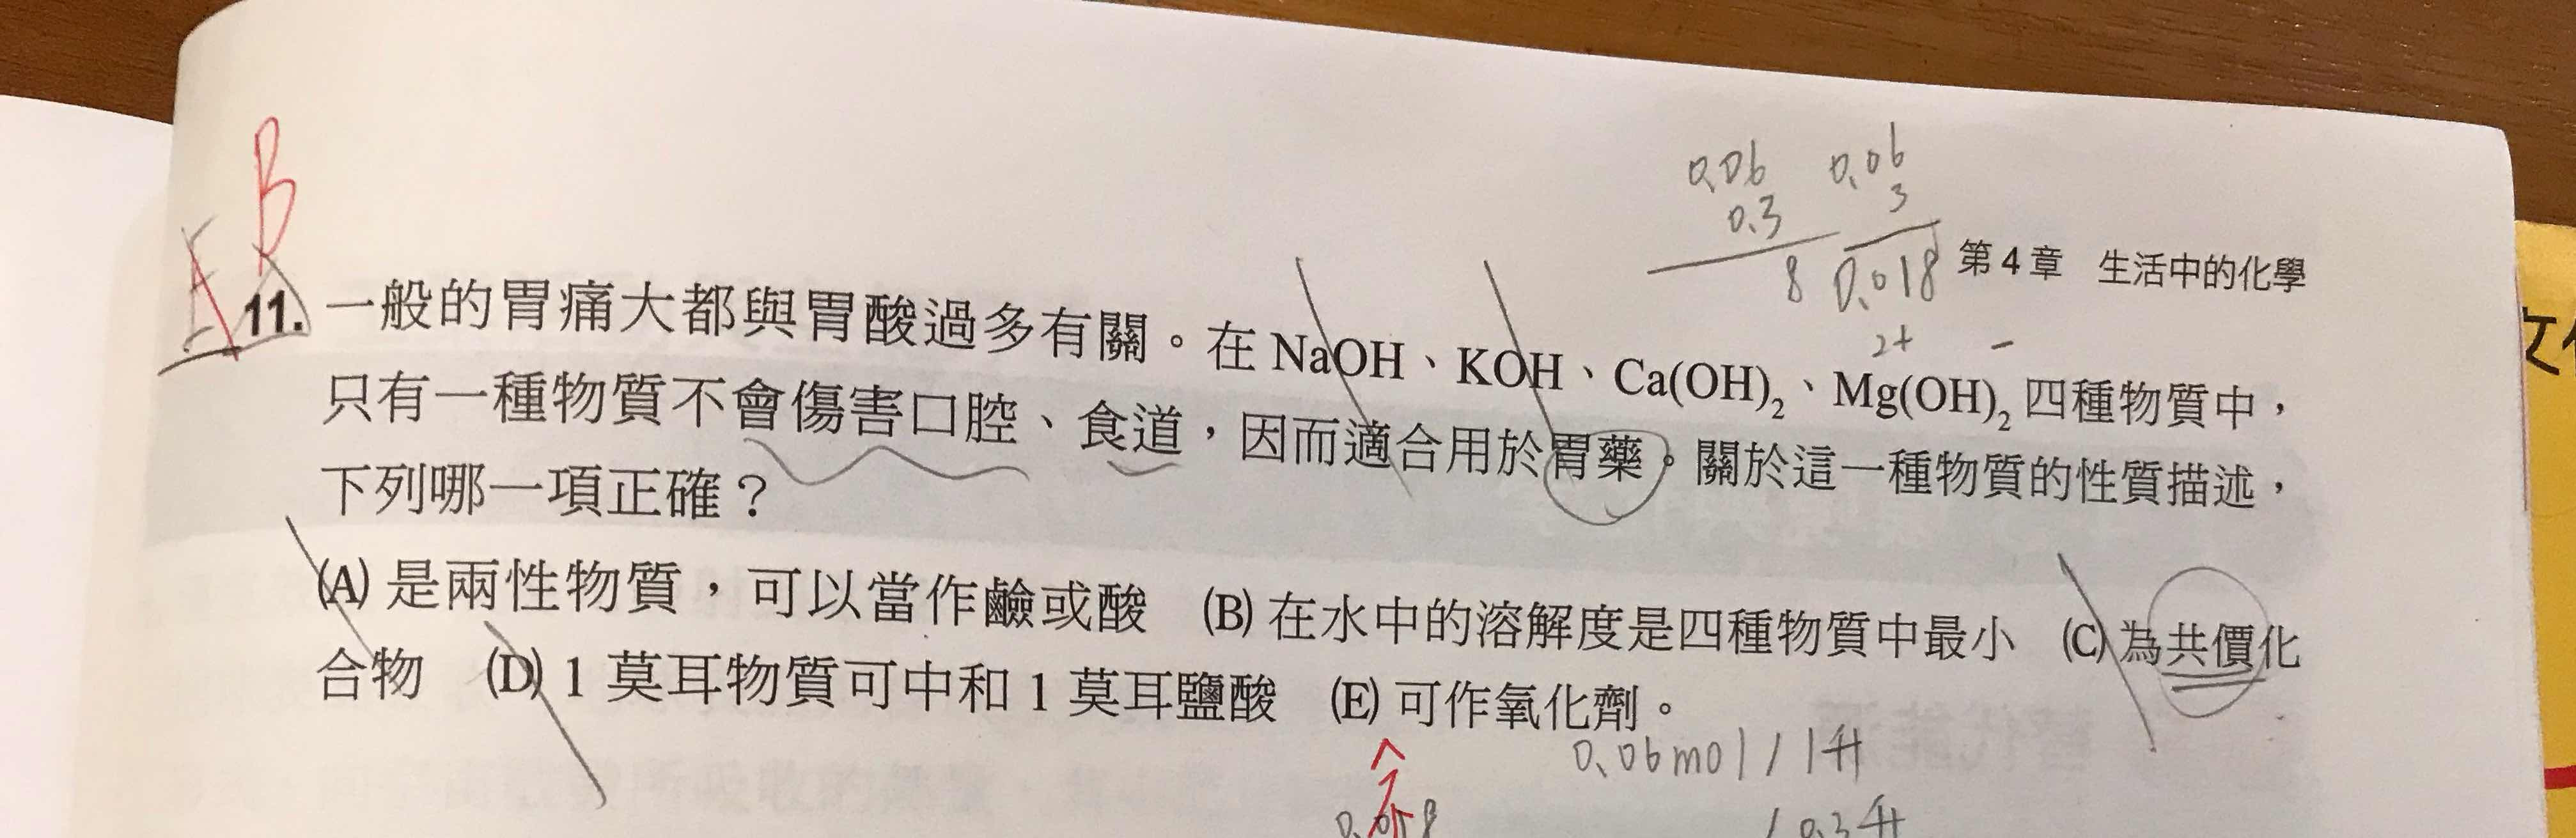 B
0.06 0.06
0.3 3
8 0.018
第4章 生活中的化學
2+ −
11. 一般的胃痛大都與胃酸過多有關。在 NaOH、KOH、Ca(OH)₂、Mg(OH)₂ 四種物質中，
只有一種物質不會傷害口腔、食道，因而適合用於胃藥。關於這一種物質的性質描述，
下列哪一項正確？
(A) 是兩性物質，可以當作鹼或酸 (B) 在水中的溶解度是四種物質中最小 (C) 為共價化
合物 (D) 1 莫耳物質可中和 1 莫耳鹽酸 (E) 可作氧化劑。
0.06mol / 1升
/ 0.3升